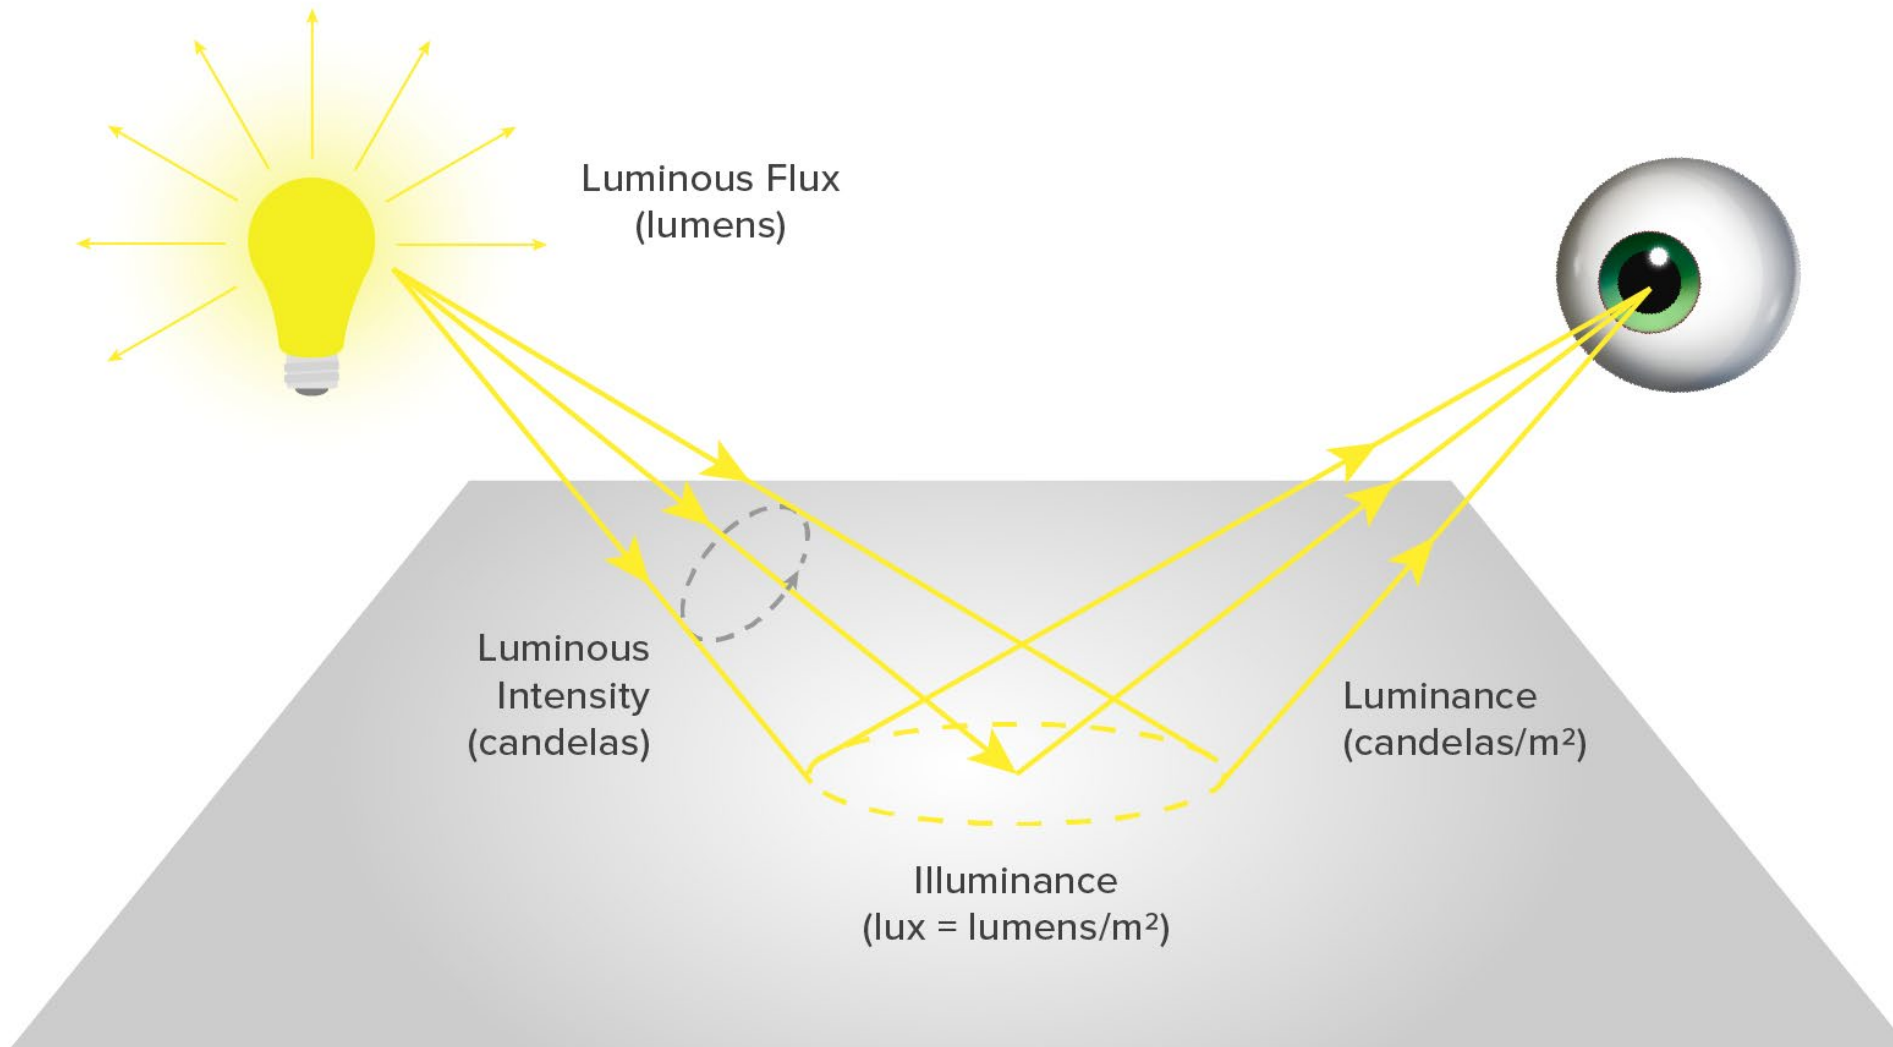 Luminous Flux
(lumens)
Luminous
Intensity
(candelas)
Luminance
(candelas/m²)
Illuminance
(lux = lumens/m²)